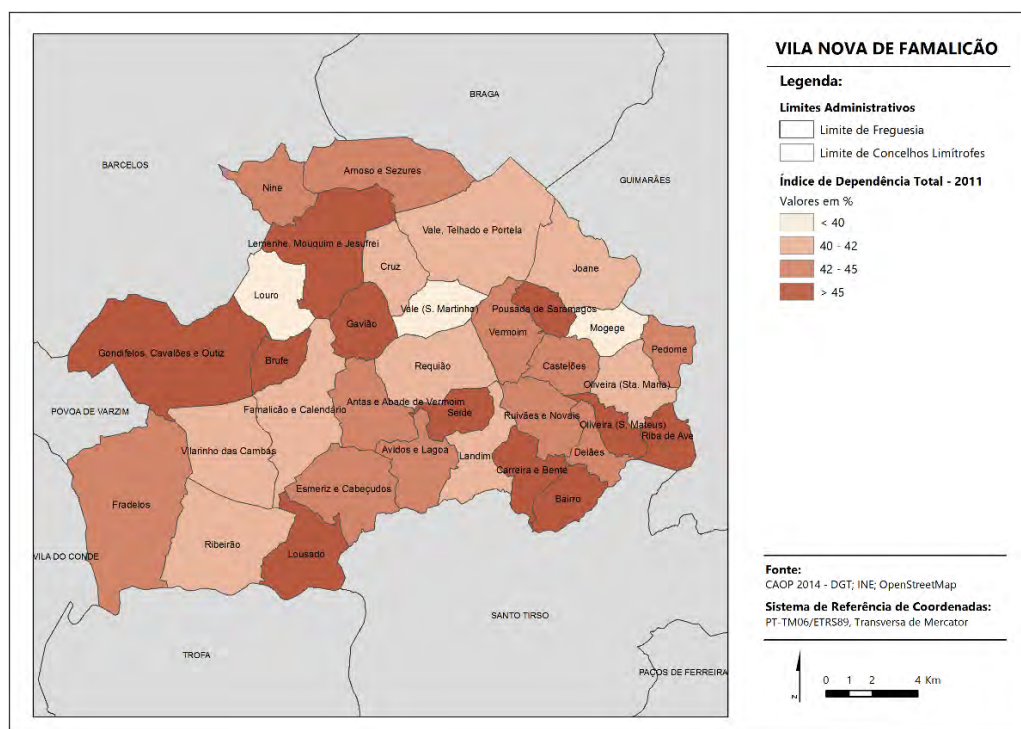 VILA NOVA DE FAMALICÃO
Legenda:
Limites Administrativos
Limite de Freguesia
Limite de Concelhos Limítrofes
Índice de Dependência Total - 2011
Valores em %
< 40
40 - 42
42 - 45
> 45
BRAGA
BARCELOS
GUIMARÃES
Arnoso e Sezures
Nine
Vale, Telhado e Portela
Lemenhe, Mouquim e Jesufrei
Cruz
Joane
Louro
Vale (S. Martinho)
Pousada de Saramagos
Gavião
Vermoim
Mogege
Pedome
Gondifelos, Cavalões e Outiz
Brufe
Requião
Castelões
Oliveira (Sta. Maria)
PÓVOA DE VARZIM
Famalicão e Calendário
Antas e Abade de Vermoim
Seide
Ruivães e Novais
Oliveira (S. Mateus)
Riba de Ave
Vilarinho das Cambas
Avidos e Lagoa
Landim
Delães
Carreira e Bente
Esmeriz e Cabeçudos
Bairro
Fradelos
Ribeirão
Lousado
VILA DO CONDE
SANTO TIRSO
TROFA
PAÇOS DE FERREIRA
Fonte:
CAOP 2014 - DGT; INE; OpenStreetMap
Sistema de Referência de Coordenadas:
PT-TM06/ETRS89, Transversa de Mercator
N
0 1 2 4 Km